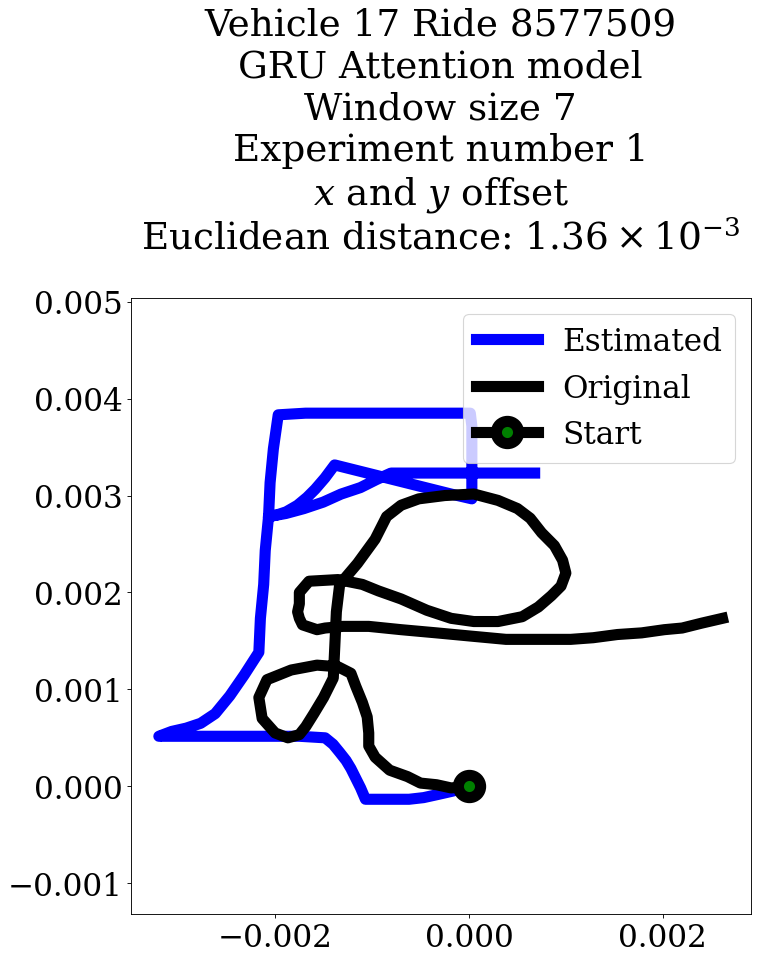 Vehicle 17 Ride 8577509
GRU Attention model
Window size 7
Experiment number 1
x and y offset
Euclidean distance: 1.36 × 10⁻³
0.005
0.004
0.003
0.002
0.001
0.000
−0.001
Estimated
Original
Start
−0.002
0.000
0.002